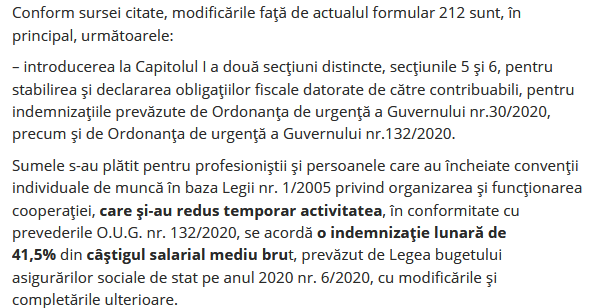 Conform sursei citate, modificările faţă de actualul formular 212 sunt, în
principal, următoarele:
– introducerea la Capitolul I a două secţiuni distincte, secţiunile 5 şi 6, pentru
stabilirea şi declararea obligaţiilor fiscale datorate de către contribuabili, pentru
indemnizaţiile prevăzute de Ordonanţa de urgenţă a Guvernului nr.30/2020,
precum şi de Ordonanţa de urgenţă a Guvernului nr.132/2020.
Sumele s-au plătit pentru profesioniştii şi persoanele care au încheiate convenţii
individuale de muncă în baza Legii nr. 1/2005 privind organizarea şi funcţionarea
cooperaţiei, care şi-au redus temporar activitatea, în conformitate cu
prevederile O.U.G. nr. 132/2020, se acordă o indemnizaţie lunară de
41,5% din câştigul salarial mediu brut, prevăzut de Legea bugetului
asigurărilor sociale de stat pe anul 2020 nr. 6/2020, cu modificările şi
completările ulterioare.